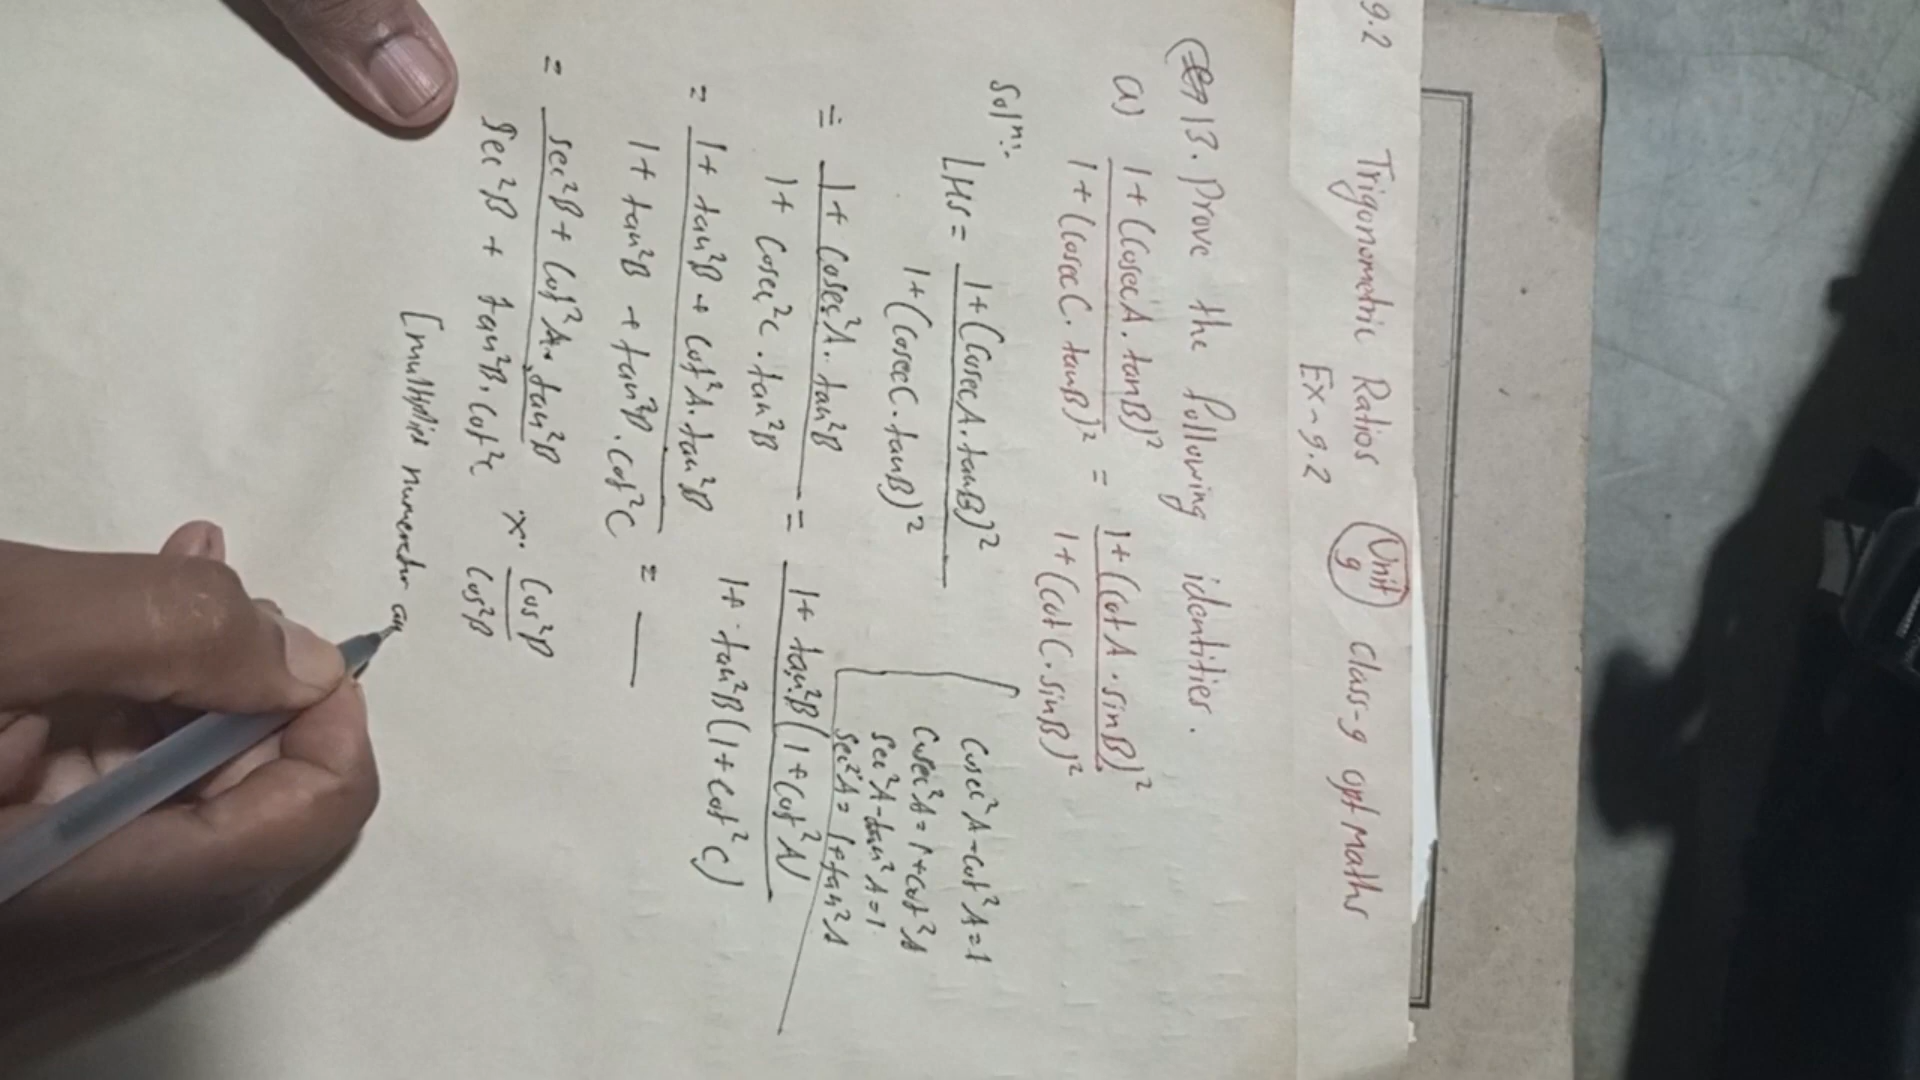 9.2
Trigonometric Ratios Unit 9 class-9 opt Maths
Ex-9.2
13. Prove the following identities.
a) 1+(CosecA.tanB)² / 1+(CosecC.tanB)² = 1+(CotA.sinB)² / 1+(CotC.sinB)²
Solⁿ:-
LHS = 1+(CosecA.tanB)² / 1+(CosecC.tanB)²
Cosec²A-Cot²A=1
Cosec²A=1+Cot²A
Sec²A-tan²A=1
Sec²A=1+tan²A
= 1+ Cosec²A. tan²B / 1+ Cosec²C.tan²B = 1+ tan²B(1+Cot²A) / 1+ tan²B(1+Cot²C)
= 1+ tan²B + Cot²A.tan²B / 1+ tan²B + tan²B.Cot²C =
= Sec²B + Cot²A. tan²B / Sec²B + tan²B.Cot²C × Cos²B / Cos²B
[multiplied numerator an